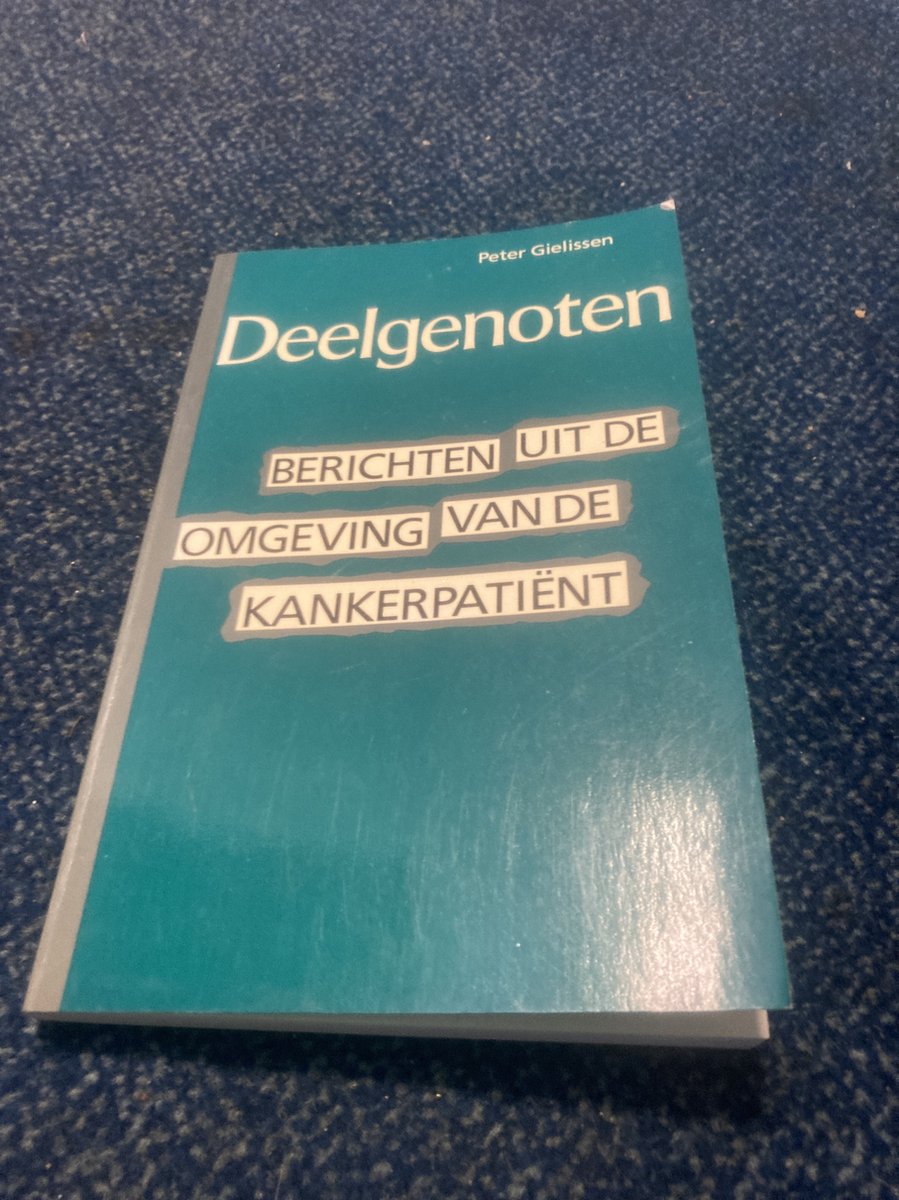 Peter Gielissen
Deelgenoten
BERICHTEN UIT DE
OMGEVING VAN DE
KANKERPATIËNT